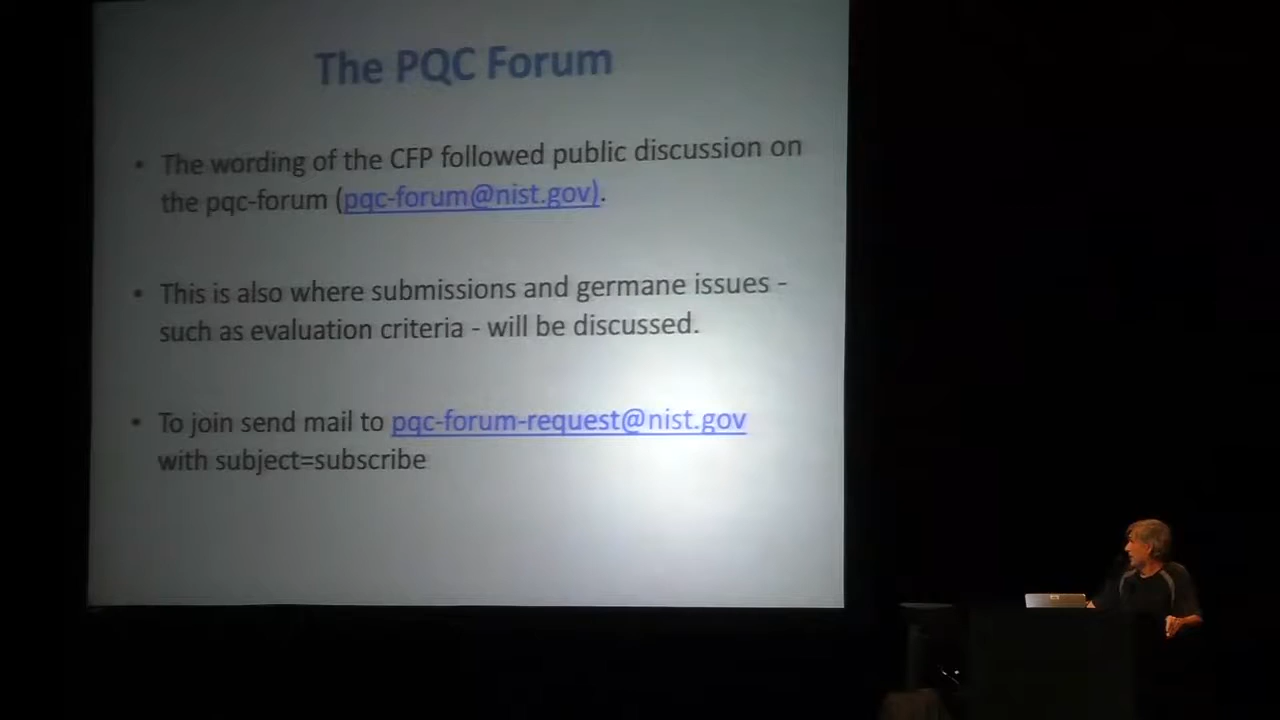 The PQC Forum
• The wording of the CFP followed public discussion on
the pqc-forum (pqc-forum@nist.gov).
• This is also where submissions and germane issues -
such as evaluation criteria - will be discussed.
• To join send mail to pqc-forum-request@nist.gov
with subject=subscribe